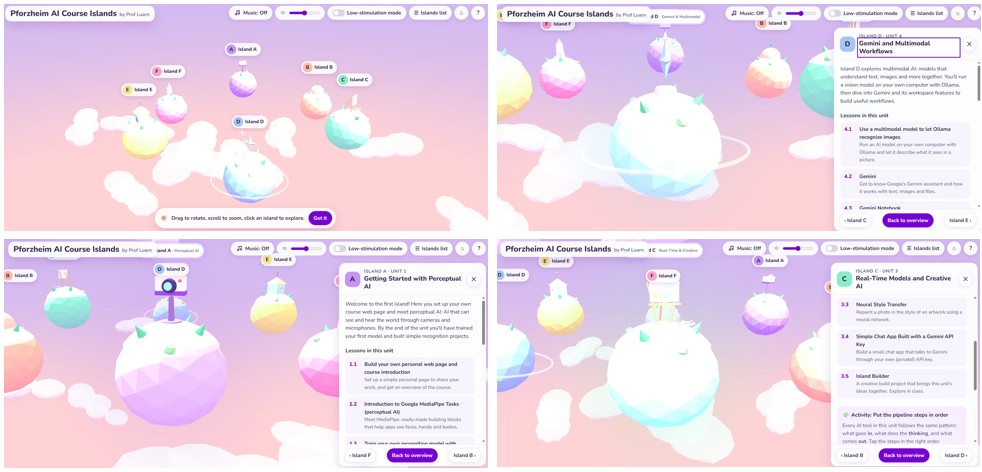 Pforzheim AI Course Islands by Prof Luam
Music: Off
Low-stimulation mode
Islands list
?
A Island A
F Island F
B Island B
C Island C
E Island E
D Island D
Drag to rotate, scroll to zoom, click an island to explore.
Got it
Pforzheim AI Course Islands by Prof Luam
d D Gemini & Multimodal
Music: Off
Low-stimulation mode
Islands list
?
F Island F
A Island A
B Island B
D
ISLAND D · UNIT 4
Gemini and Multimodal
Workflows
Island D explores multimodal AI: models that
understand text, images and more together. You'll run
a vision model on your own computer with Ollama,
then dive into Gemini and its workspace features to
build useful workflows.
Lessons in this unit
4.1 Use a multimodal model to let Ollama
recognize images
Run an AI model on your own computer with
Ollama and let it describe what it sees in a
picture.
4.2 Gemini
Get to know Google's Gemini assistant and how
it works with text, images and files.
4.3 Gemini Notebook
‹ Island C
Back to overview
Island E ›
Pforzheim AI Course Islands by Prof Luam
and A · Perceptual AI
Music: Off
Low-stimulation mode
Islands list
?
B Island B
D Island D
E Island E
A
ISLAND A · UNIT 1
Getting Started with Perceptual
AI
Welcome to the first island! Here you set up your own
course web page and meet perceptual AI: AI that can
see and hear the world through cameras and
microphones. By the end of the unit you'll have trained
your first model and built simple recognition projects.
Lessons in this unit
1.1 Build your own personal web page and
course introduction
Set up a simple personal page to share your
work, and get an overview of the course.
1.2 Introduction to Google MediaPipe Tasks
(perceptual AI)
Meet MediaPipe: ready-made building blocks
that help apps see faces, hands and bodies.
1.3 Train your own recognition model with
‹ Island F
Back to overview
Island B ›
Pforzheim AI Course Islands by Prof Luam
d C · Real-Time & Creative
Music: Off
Low-stimulation mode
Islands list
?
D Island D
E Island E
F Island F
A Island A
C
ISLAND C · UNIT 3
Real-Time Models and Creative
AI
3.3 Neural Style Transfer
Repaint a photo in the style of an artwork using a
neural network.
3.4 Simple Chat App Built with a Gemini API
Key
Build a small chat app that talks to Gemini
through your own (private) API key.
3.5 Island Builder
A creative build project that brings this unit's
ideas together. Explore in class.
Activity: Put the pipeline steps in order
Every AI tool in this unit follows the same pattern:
what goes in, what does the thinking, and what
comes out. Tap the steps in the right order.
‹ Island B
Back to overview
Island D ›